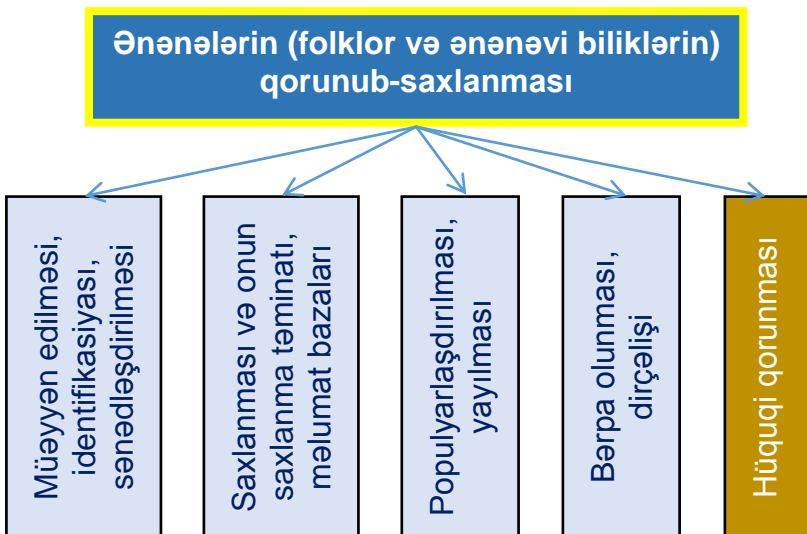 Ənənələrin (folklor və ənənəvi biliklərin)
qorunub-saxlanması
Müəyyən edilməsi,
identifikasiyası,
sənədləşdirilməsi
Saxlanması və onun
saxlanma təminatı,
məlumat bazaları
Populyarlaşdırılması,
yayılması
Bərpa olunması,
dirçəlişi
Hüquqi qorunması